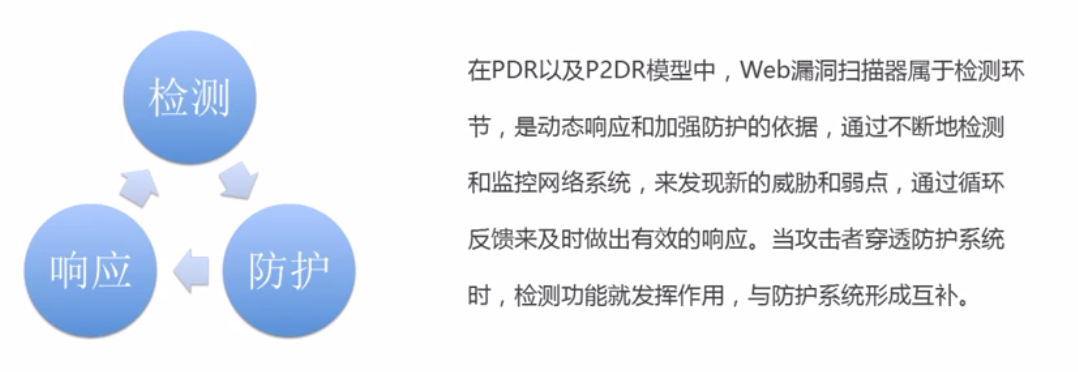 检测
响应
防护
在PDR以及P2DR模型中，Web漏洞扫描器属于检测环
节，是动态响应和加强防护的依据，通过不断地检测
和监控网络系统，来发现新的威胁和弱点，通过循环
反馈来及时做出有效的响应。当攻击者穿透防护系统
时，检测功能就发挥作用，与防护系统形成互补。